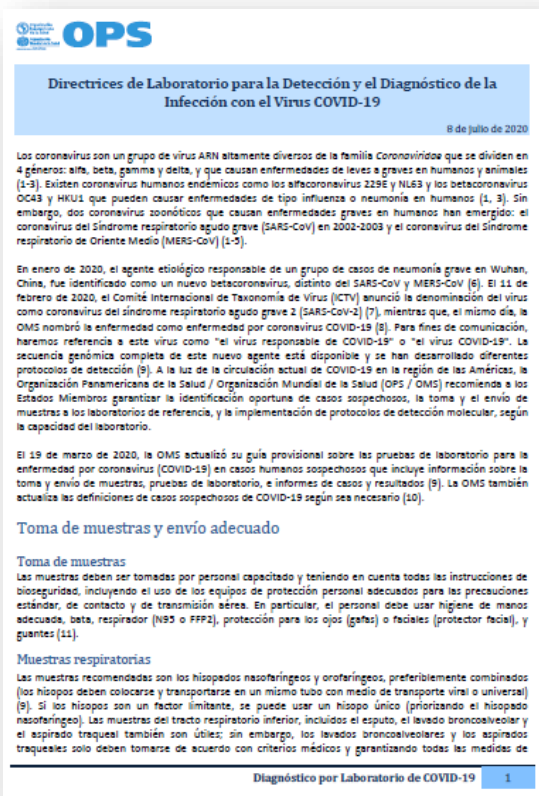 OPS
Directrices de Laboratorio para la Detección y el Diagnóstico de la
Infección con el Virus COVID-19
8 de julio de 2020
Los coronavirus son un grupo de virus ARN altamente diversos de la familia Coronaviridae que se dividen en
4 géneros: alfa, beta, gamma y delta, y que causan enfermedades de leves a graves en humanos y animales
(1-3). Existen coronavirus humanos endémicos como los alfacoronavirus 229E y NL63 y los betacoronavirus
OC43 y HKU1 que pueden causar enfermedades de tipo influenza o neumonía en humanos (1, 3). Sin
embargo, dos coronavirus zoonóticos que causan enfermedades graves en humanos han emergido: el
coronavirus del Síndrome respiratorio agudo grave (SARS-CoV) en 2002-2003 y el coronavirus del Síndrome
respiratorio de Oriente Medio (MERS-CoV) (1-5).
En enero de 2020, el agente etiológico responsable de un grupo de casos de neumonía grave en Wuhan,
China, fue identificado como un nuevo betacoronavirus, distinto del SARS-CoV y MERS-CoV (6). El 11 de
febrero de 2020, el Comité Internacional de Taxonomía de Virus (ICTV) anunció la denominación del virus
como coronavirus del síndrome respiratorio agudo grave 2 (SARS-CoV-2) (7), mientras que, el mismo día, la
OMS nombró la enfermedad como enfermedad por coronavirus COVID-19 (8). Para fines de comunicación,
haremos referencia a este virus como "el virus responsable de COVID-19" o "el virus COVID-19". La
secuencia genómica completa de este nuevo agente está disponible y se han desarrollado diferentes
protocolos de detección (9). A la luz de la circulación actual de COVID-19 en la región de las Américas, la
Organización Panamericana de la Salud / Organización Mundial de la Salud (OPS / OMS) recomienda a los
Estados Miembros garantizar la identificación oportuna de casos sospechosos, la toma y el envío de
muestras a los laboratorios de referencia, y la implementación de protocolos de detección molecular, según
la capacidad del laboratorio.
El 19 de marzo de 2020, la OMS actualizó su guía provisional sobre las pruebas de laboratorio para la
enfermedad por coronavirus (COVID-19) en casos humanos sospechosos que incluye información sobre la
toma y envío de muestras, pruebas de laboratorio, e informes de casos y resultados (9). La OMS también
actualiza las definiciones de casos sospechosos de COVID-19 según sea necesario (10).
Toma de muestras y envío adecuado
Toma de muestras
Las muestras deben ser tomadas por personal capacitado y teniendo en cuenta todas las instrucciones de
bioseguridad, incluyendo el uso de los equipos de protección personal adecuados para las precauciones
estándar, de contacto y de transmisión aérea. En particular, el personal debe usar higiene de manos
adecuada, bata, respirador (N95 o FFP2), protección para los ojos (gafas) o faciales (protector facial), y
guantes (11).
Muestras respiratorias
Las muestras recomendadas son los hisopados nasofaríngeos y orofaríngeos, preferiblemente combinados
(los hisopos deben colocarse y transportarse en un mismo tubo con medio de transporte viral o universal)
(9). Si los hisopos son un factor limitante, se puede usar un hisopo único (priorizando el hisopado
nasofaríngeo). Las muestras del tracto respiratorio inferior, incluidos el esputo, el lavado broncoalveolar y
el aspirado traqueal también son útiles; sin embargo, los lavados broncoalveolares y los aspirados
traqueales solo deben tomarse de acuerdo con criterios médicos y garantizando todas las medidas de
Diagnóstico por Laboratorio de COVID-19 1